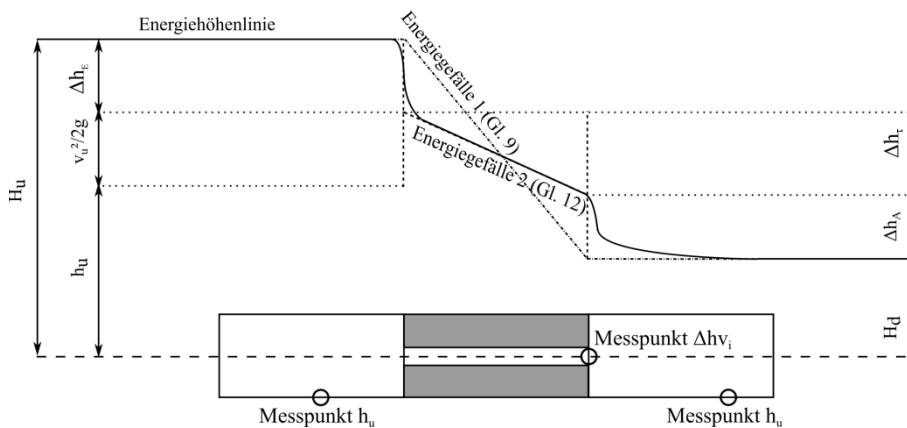 Energiehöhenlinie
Energiegefälle 1 (Gl. 9)
Energiegefälle 2 (Gl. 12)
H_u
Δh_E
v_u²/2g
h_u
Δh_τ
Δh_A
H_d
Messpunkt Δhv_i
Messpunkt h_u
Messpunkt h_u